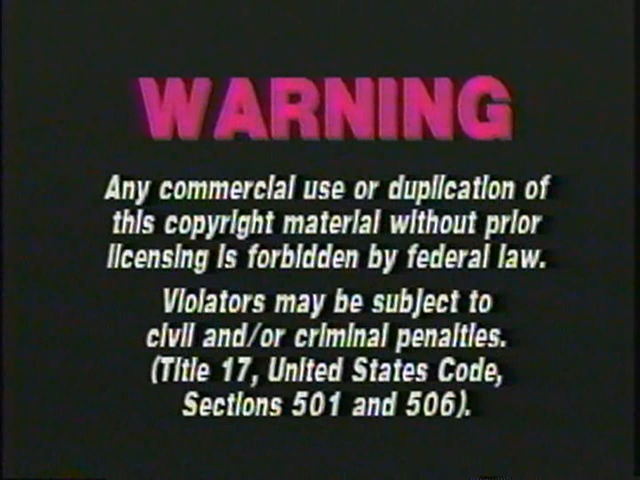 WARNING
Any commercial use or duplication of
this copyright material without prior
licensing is forbidden by federal law.
Violators may be subject to
civil and/or criminal penalties.
(Title 17, United States Code,
Sections 501 and 506).